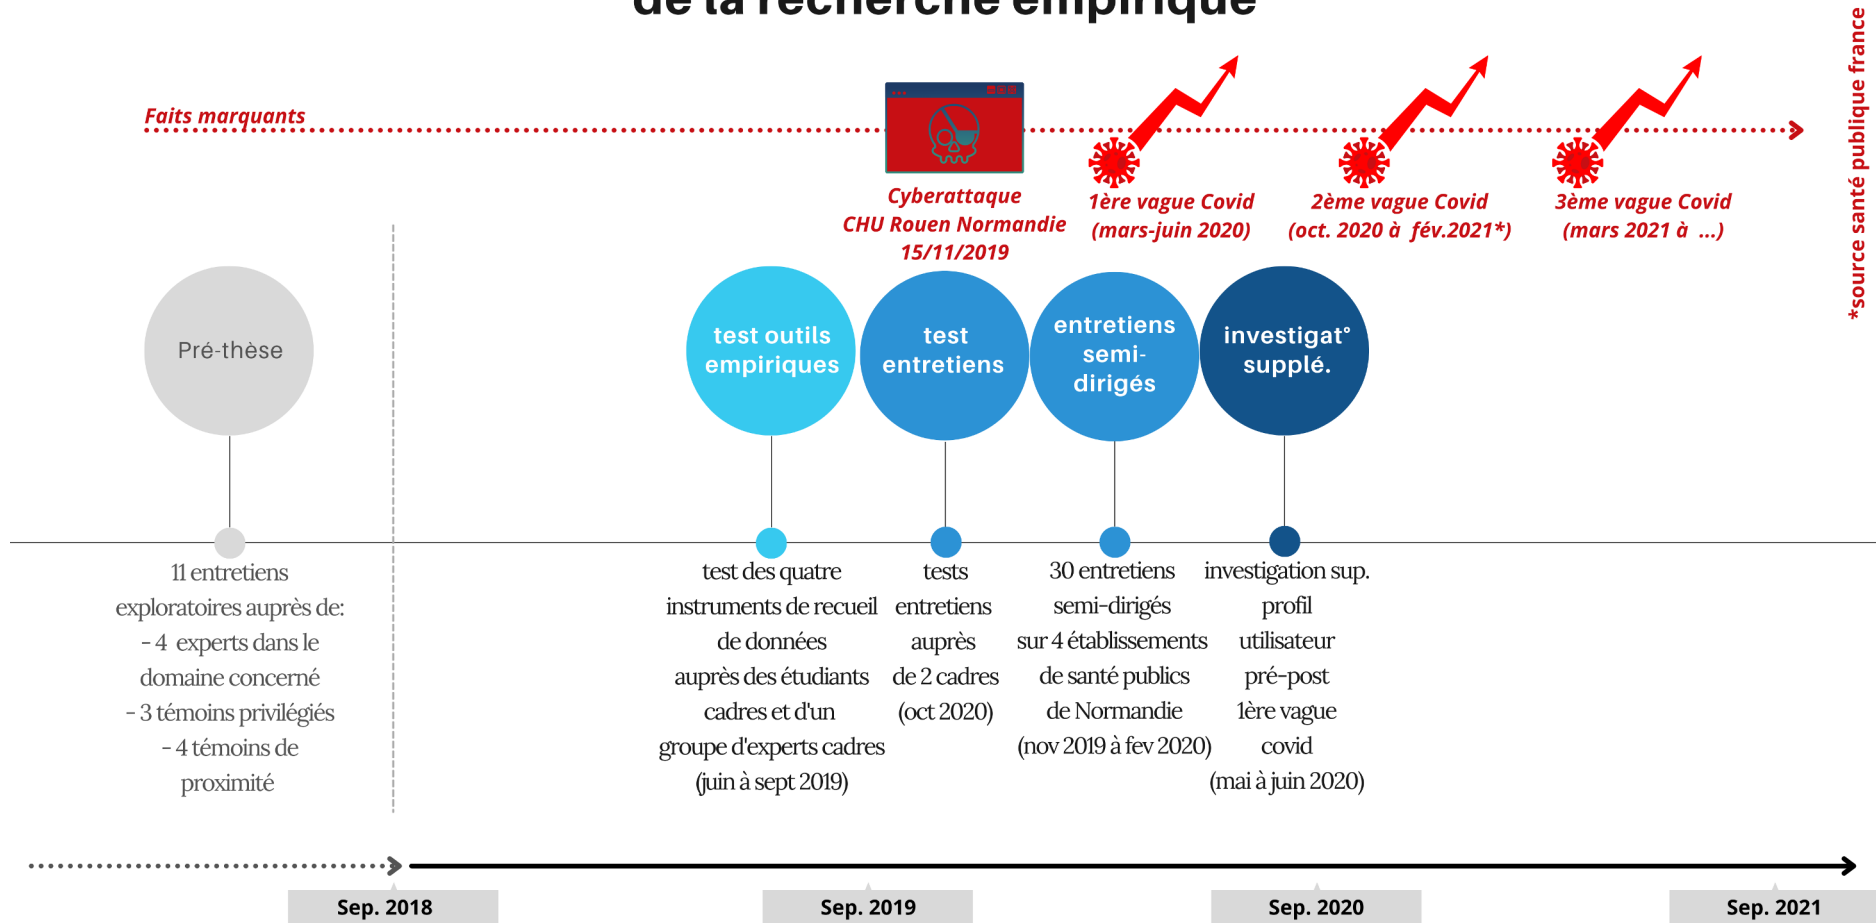 de la recherche empirique
*source santé publique france
Faits marquants
Cyberattaque
CHU Rouen Normandie
15/11/2019
1ère vague Covid
(mars-juin 2020)
2ème vague Covid
(oct. 2020 à fév.2021*)
3ème vague Covid
(mars 2021 à ...)
Pré-thèse
test outils
empiriques
test
entretiens
entretiens
semi-
dirigés
investigat°
supplé.
11 entretiens
exploratoires auprès de:
- 4 experts dans le
domaine concerné
- 3 témoins privilégiés
- 4 témoins de
proximité
test des quatre
instruments de recueil
de données
auprès des étudiants
cadres et d'un
groupe d'experts cadres
(juin à sept 2019)
tests
entretiens
auprès
de 2 cadres
(oct 2020)
30 entretiens
semi-dirigés
sur 4 établissements
de santé publics
de Normandie
(nov 2019 à fev 2020)
investigation sup.
profil
utilisateur
pré-post
1ère vague
covid
(mai à juin 2020)
Sep. 2018
Sep. 2019
Sep. 2020
Sep. 2021